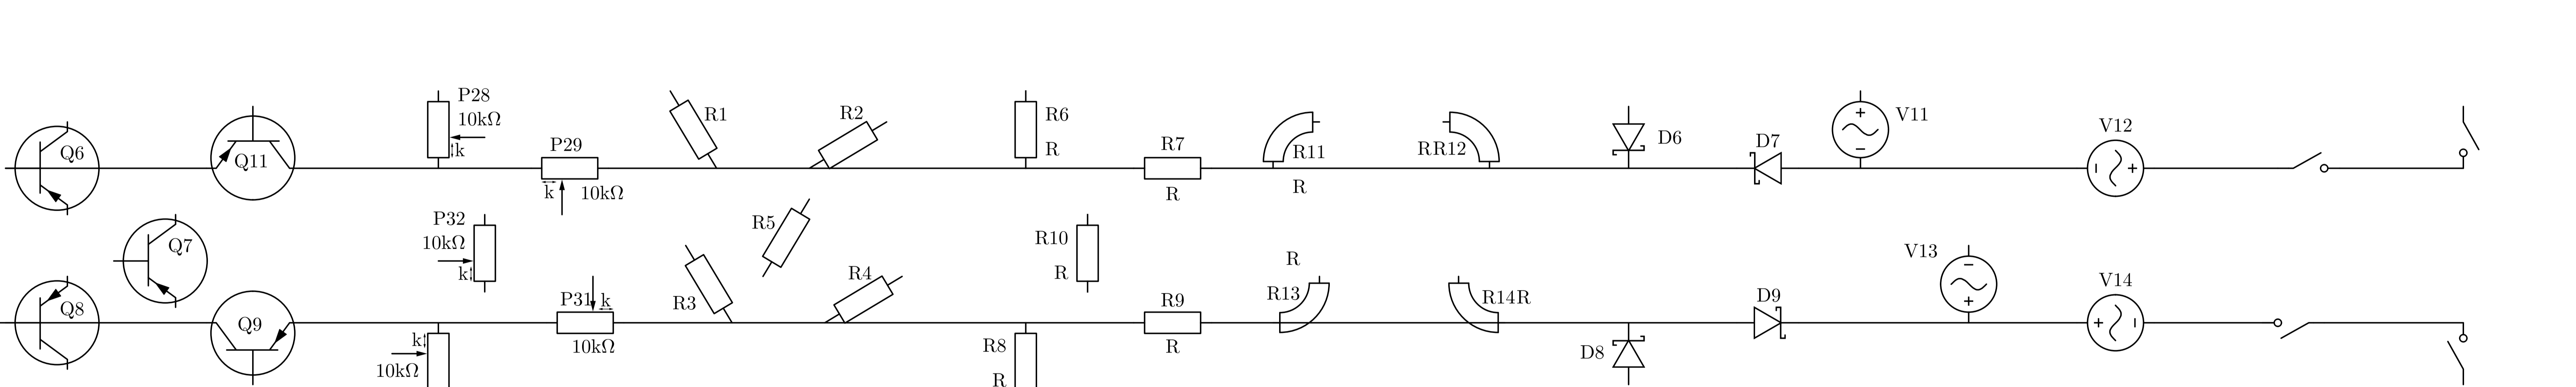 Q6
Q11
P28
10kΩ
k
P29
k
10kΩ
R1
R2
R6
R
R7
R
R11
R
RR12
D6
D7
V11
V12
Q7
P32
10kΩ
k
R5
R10
R
R
V13
Q8
Q9
k
10kΩ
P31
k
10kΩ
R3
R4
R8
R
R9
R
R13
R14R
D8
D9
V14